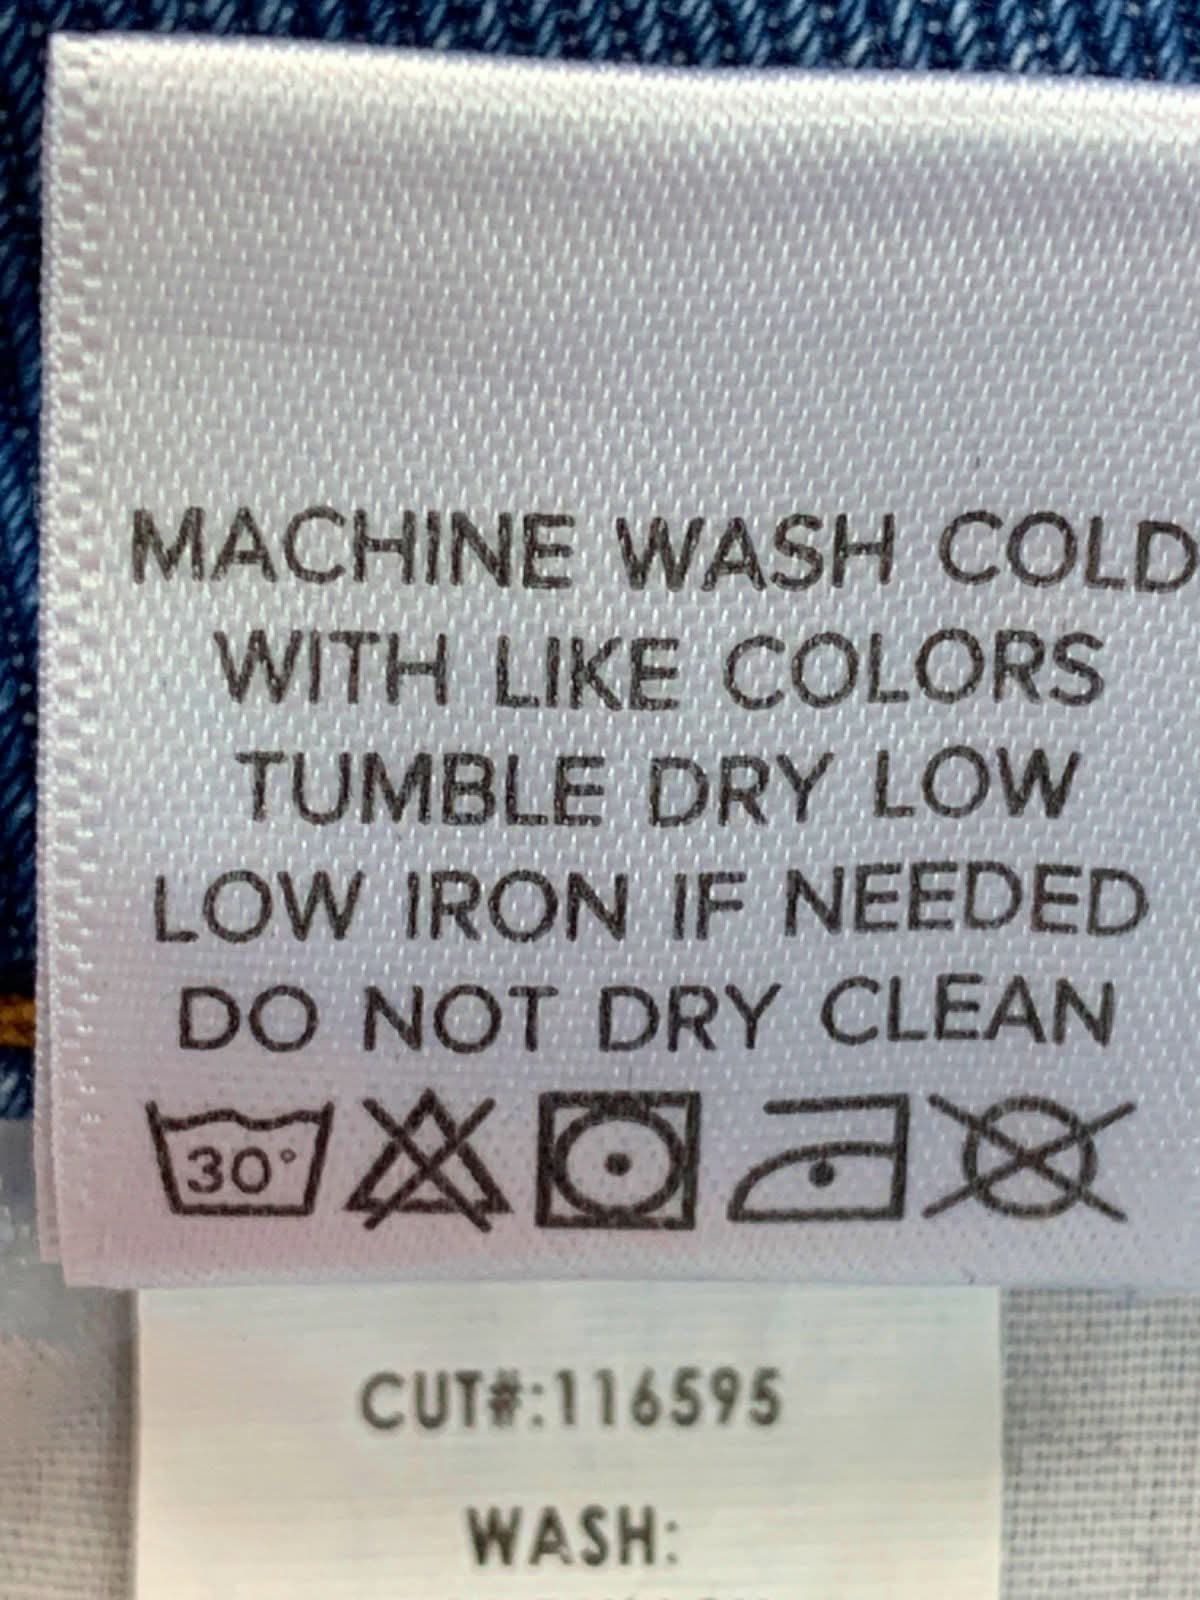 MACHINE WASH COLD
WITH LIKE COLORS
TUMBLE DRY LOW
LOW IRON IF NEEDED
DO NOT DRY CLEAN
30°
CUT#:116595
WASH: